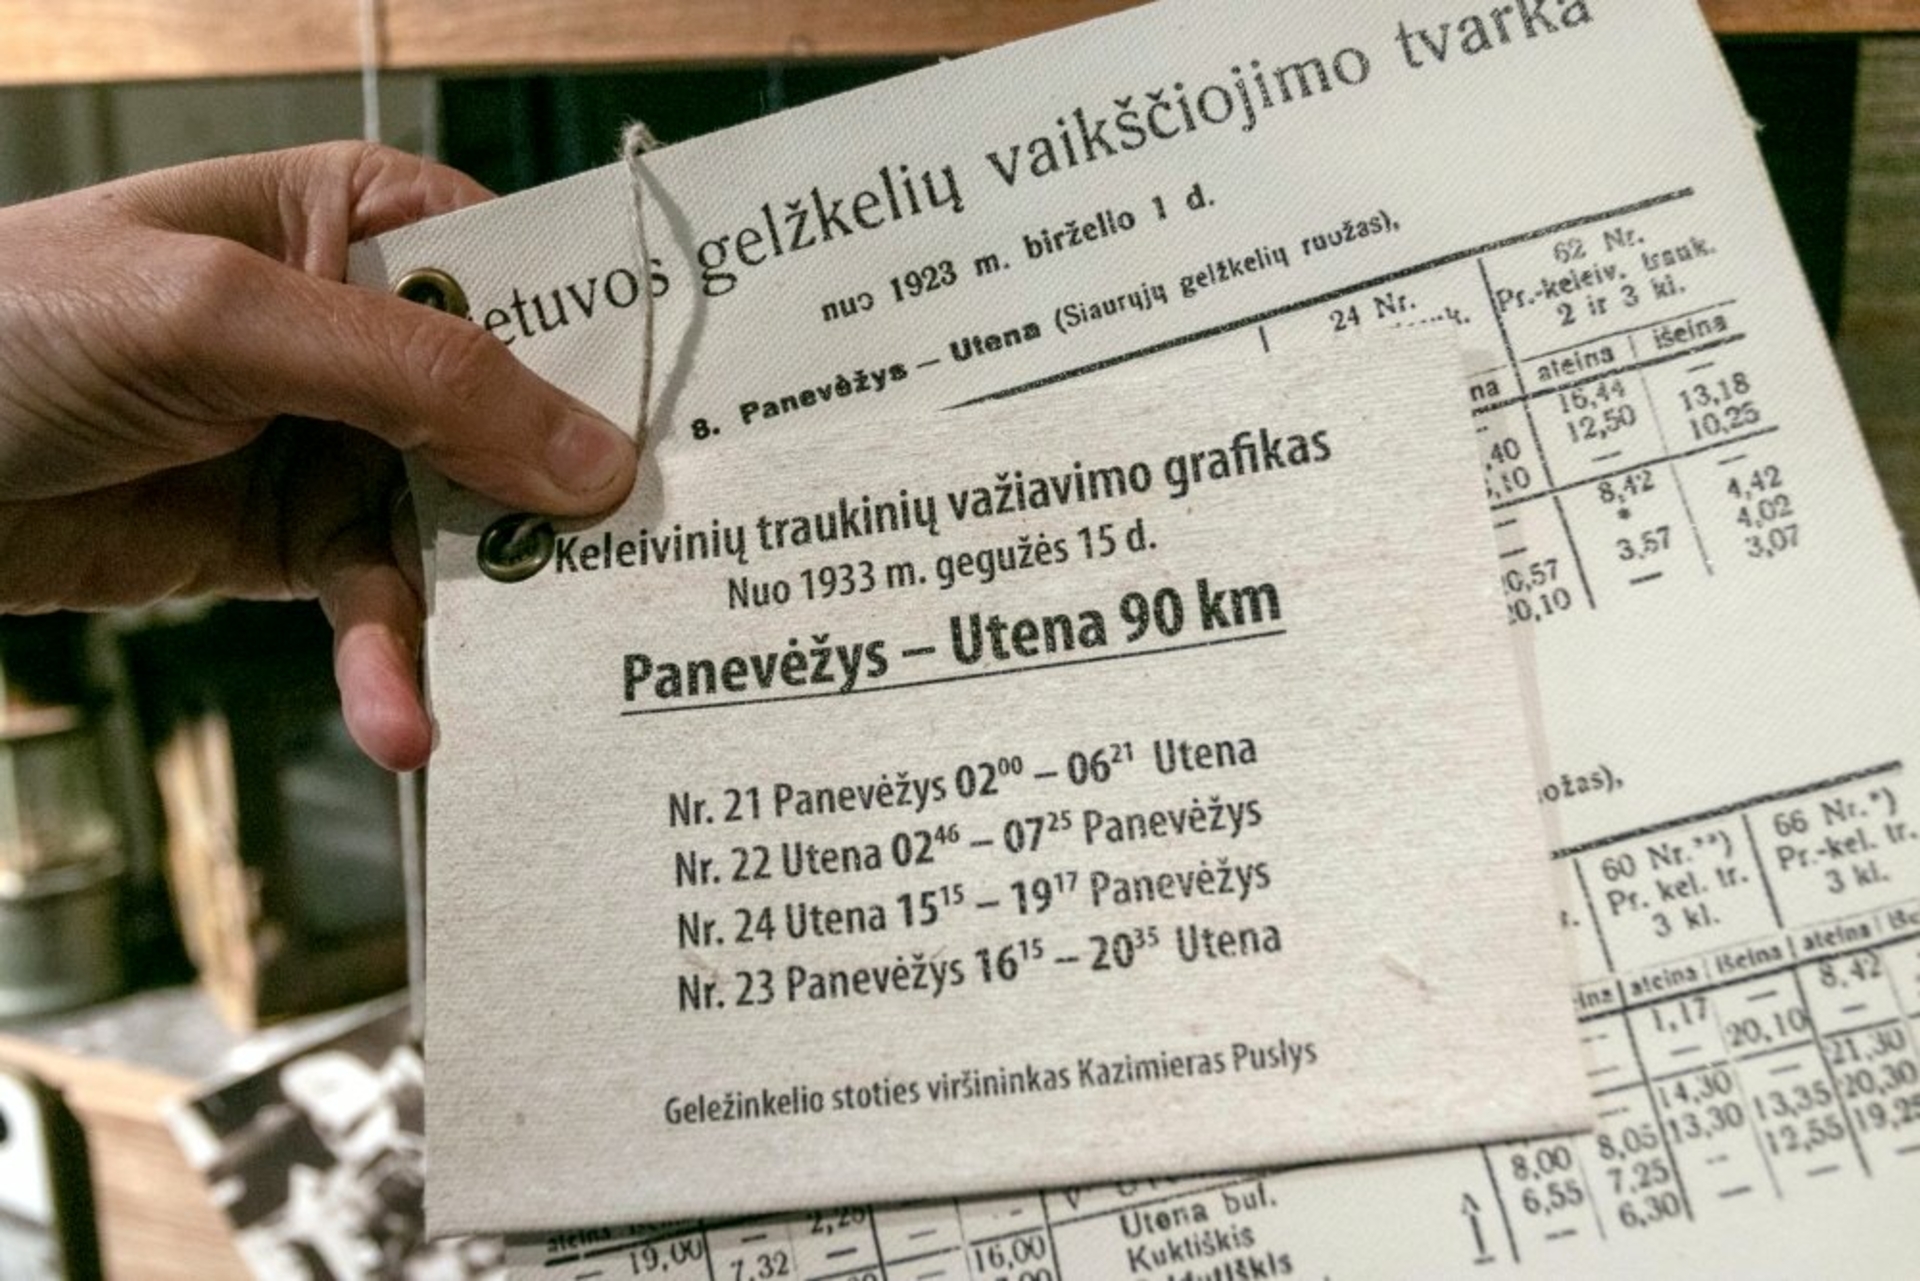 Lietuvos gelžkelių vaikščiojimo tvarka
nuo 1923 m. birželio 1 d.
8. Panevėžys – Utena (Siaurųjų gelžkelių ruožas),
24 Nr.
62 Nr.
Pr.-keleiv. trauk.
2 ir 3 kl.
ateina išeina
16,44 —
12,50 13,18
— 10,25
8,42 —
* 4,42
3,57 4,02
— 3,07
Keleivinių traukinių važiavimo grafikas
Nuo 1933 m. gegužės 15 d.
Panevėžys – Utena 90 km
Nr. 21 Panevėžys 02⁰⁰ – 06²¹ Utena
Nr. 22 Utena 02⁴⁶ – 07²⁵ Panevėžys
Nr. 24 Utena 15¹⁵ – 19¹⁷ Panevėžys
Nr. 23 Panevėžys 16¹⁵ – 20³⁵ Utena
Geležinkelio stoties viršininkas Kazimieras Puslys
60 Nr.**) 66 Nr.*)
Pr. kel. tr. Pr.-kel. tr.
3 kl. 3 kl.
ateina išeina ateina
1,17 — 8,42
— 20,10 —
— 21,30
14,30 20,30
8,05 13,30 13,35
8,00 7,25 12,55
6,55 6,30 — —
Utena bul.
19,00 7,32 — 16,00 Kuktiškis